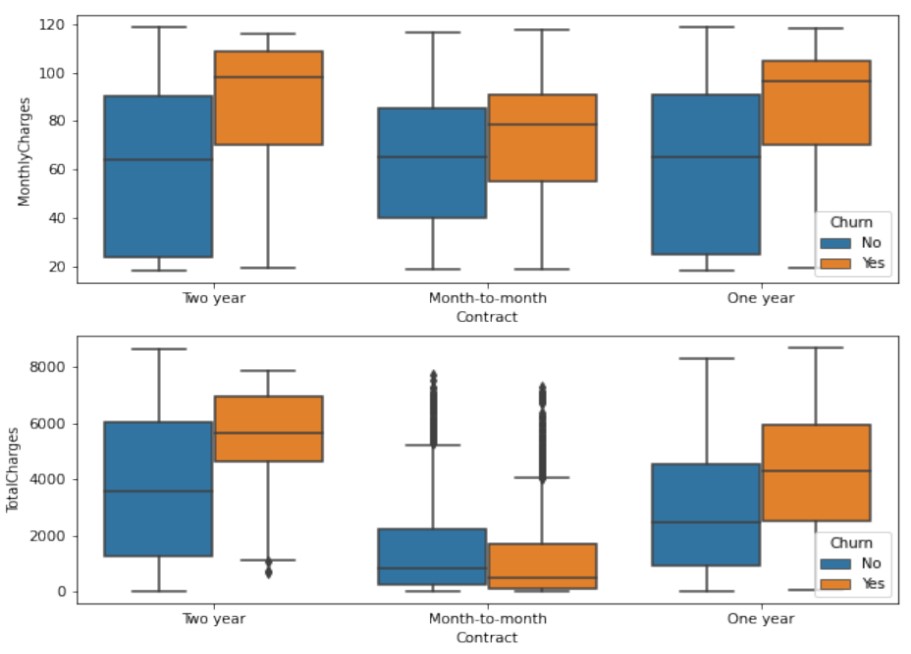 120
100
80
60
40
20
MonthlyCharges
Churn
No
Yes
Two year
Month-to-month
One year
Contract
8000
6000
4000
2000
0
TotalCharges
Churn
No
Yes
Two year
Month-to-month
One year
Contract